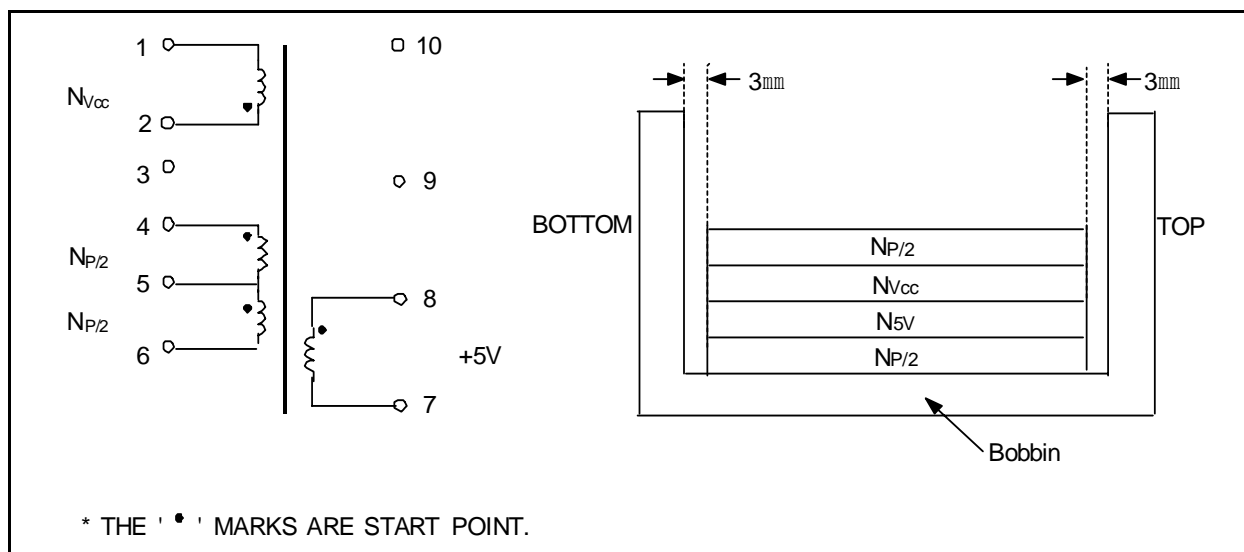 1
NVcc
2
3
4
NP/2
5
NP/2
6
10
9
8
+5V
7
3㎜
3㎜
BOTTOM
TOP
NP/2
NVcc
N5V
NP/2
Bobbin
* THE ' • ' MARKS ARE START POINT.